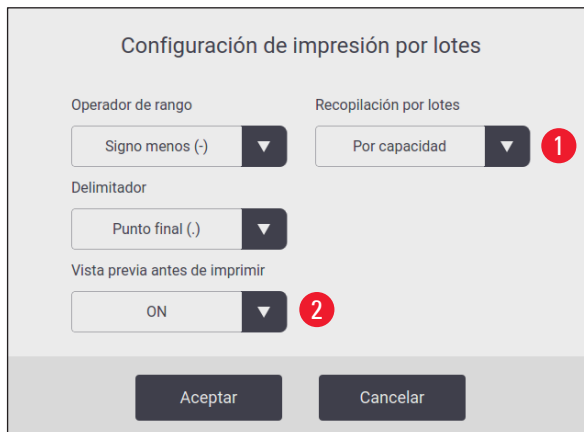 Configuración de impresión por lotes
Operador de rango
Recopilación por lotes
Signo menos (-)
Por capacidad
1
Delimitador
Punto final (.)
Vista previa antes de imprimir
ON
2
Aceptar
Cancelar